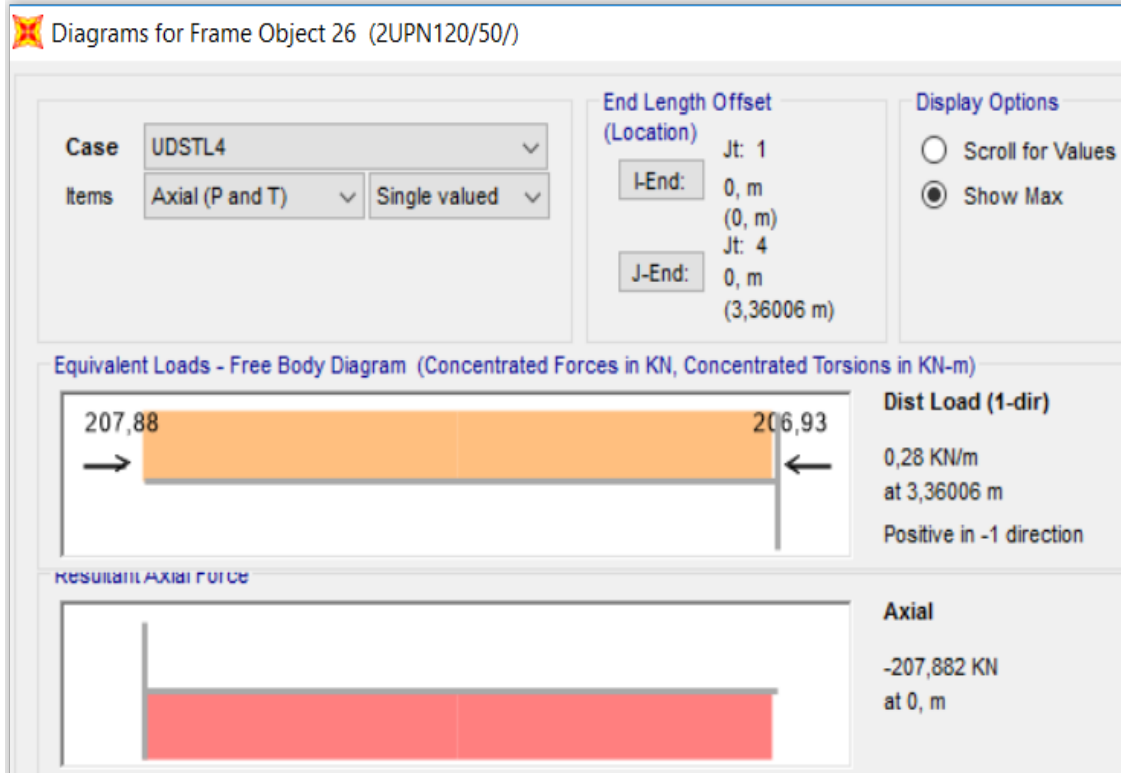 Diagrams for Frame Object 26 (2UPN120/50/)
Case UDSTL4
Items Axial (P and T) Single valued
End Length Offset
(Location)
I-End:
Jt: 1
0, m
(0, m)
J-End:
Jt: 4
0, m
(3,36006 m)
Display Options
Scroll for Values
Show Max
Equivalent Loads - Free Body Diagram (Concentrated Forces in KN, Concentrated Torsions in KN-m)
207,88
206,93
Dist Load (1-dir)
0,28 KN/m
at 3,36006 m
Positive in -1 direction
Resultant Axial Force
Axial
-207,882 KN
at 0, m